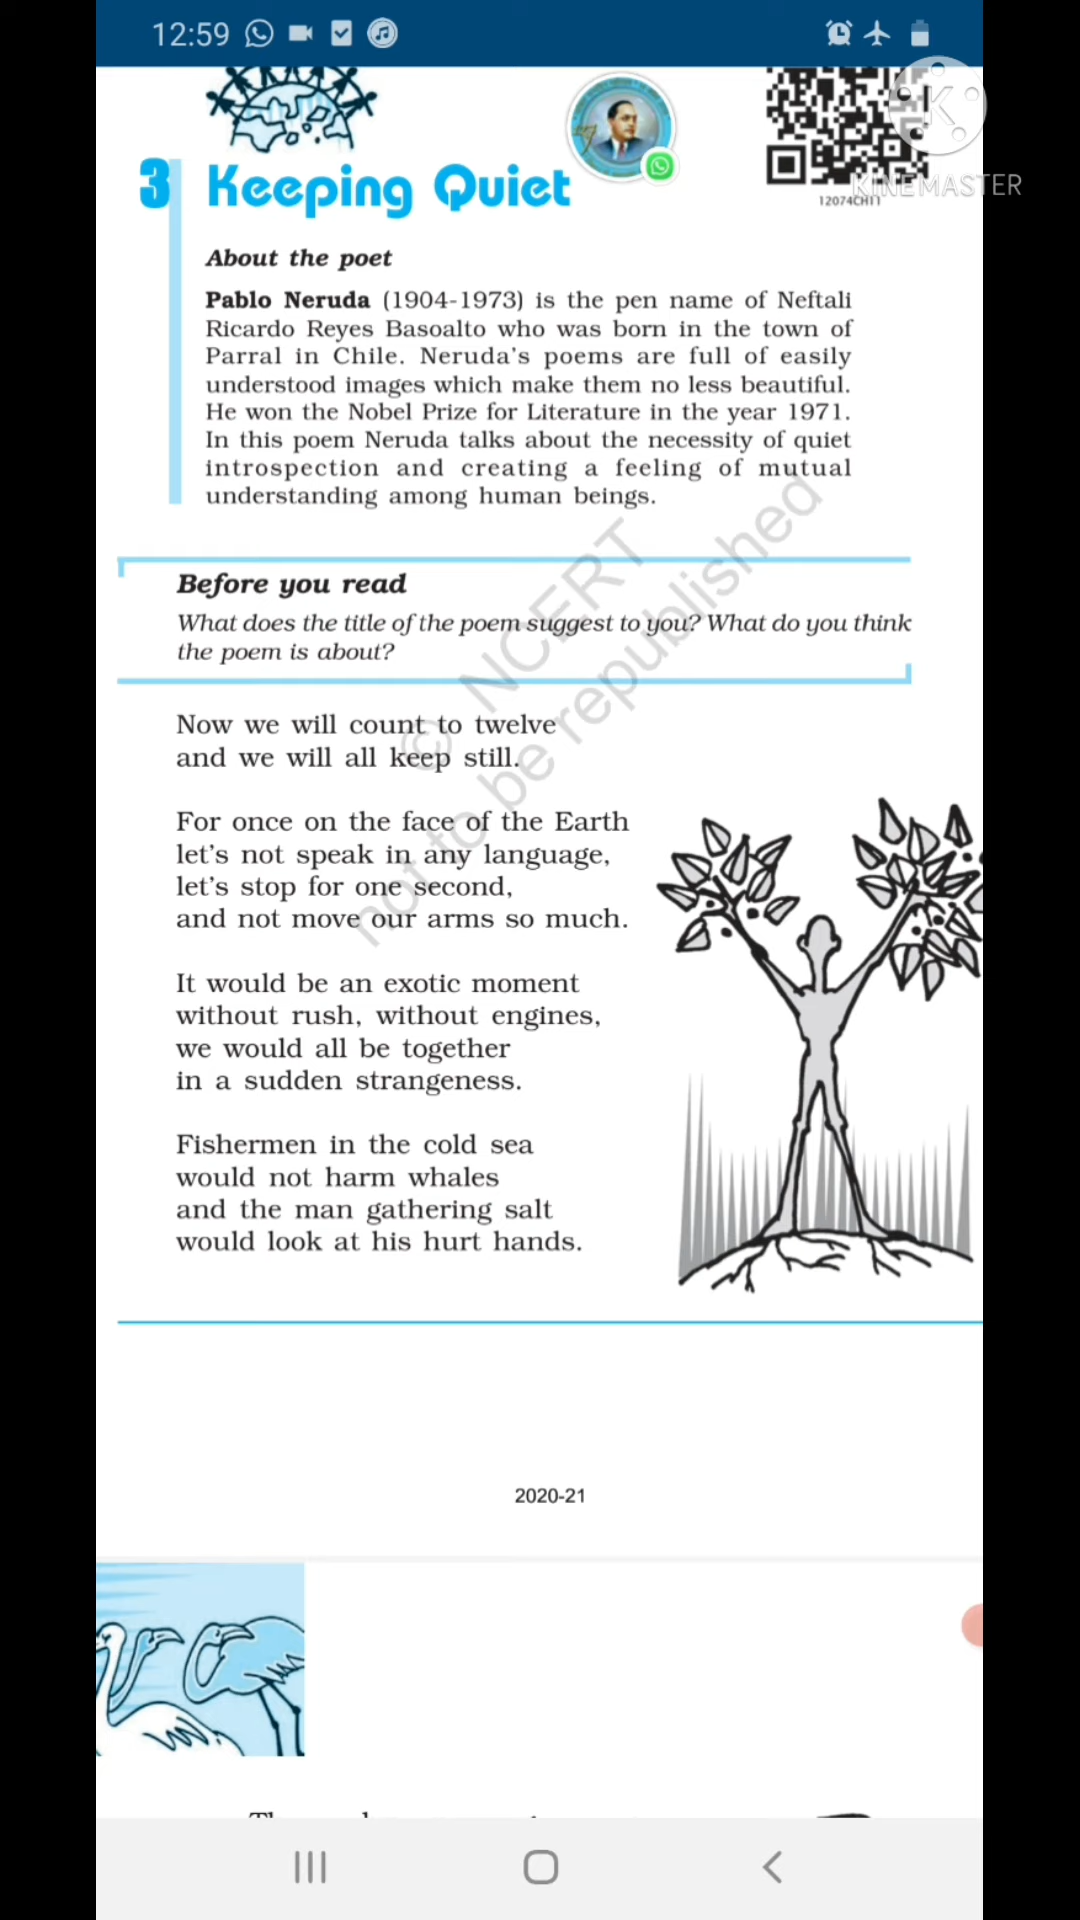 12:59
KINEMASTER
12074CH11
3 Keeping Quiet
About the poet
Pablo Neruda (1904-1973) is the pen name of Neftali
Ricardo Reyes Basoalto who was born in the town of
Parral in Chile. Neruda's poems are full of easily
understood images which make them no less beautiful.
He won the Nobel Prize for Literature in the year 1971.
In this poem Neruda talks about the necessity of quiet
introspection and creating a feeling of mutual
understanding among human beings.
Before you read
What does the title of the poem suggest to you? What do you think
the poem is about?
© NCERT
not to be republished
Now we will count to twelve
and we will all keep still.
For once on the face of the Earth
let's not speak in any language,
let's stop for one second,
and not move our arms so much.
It would be an exotic moment
without rush, without engines,
we would all be together
in a sudden strangeness.
Fishermen in the cold sea
would not harm whales
and the man gathering salt
would look at his hurt hands.
2020-21